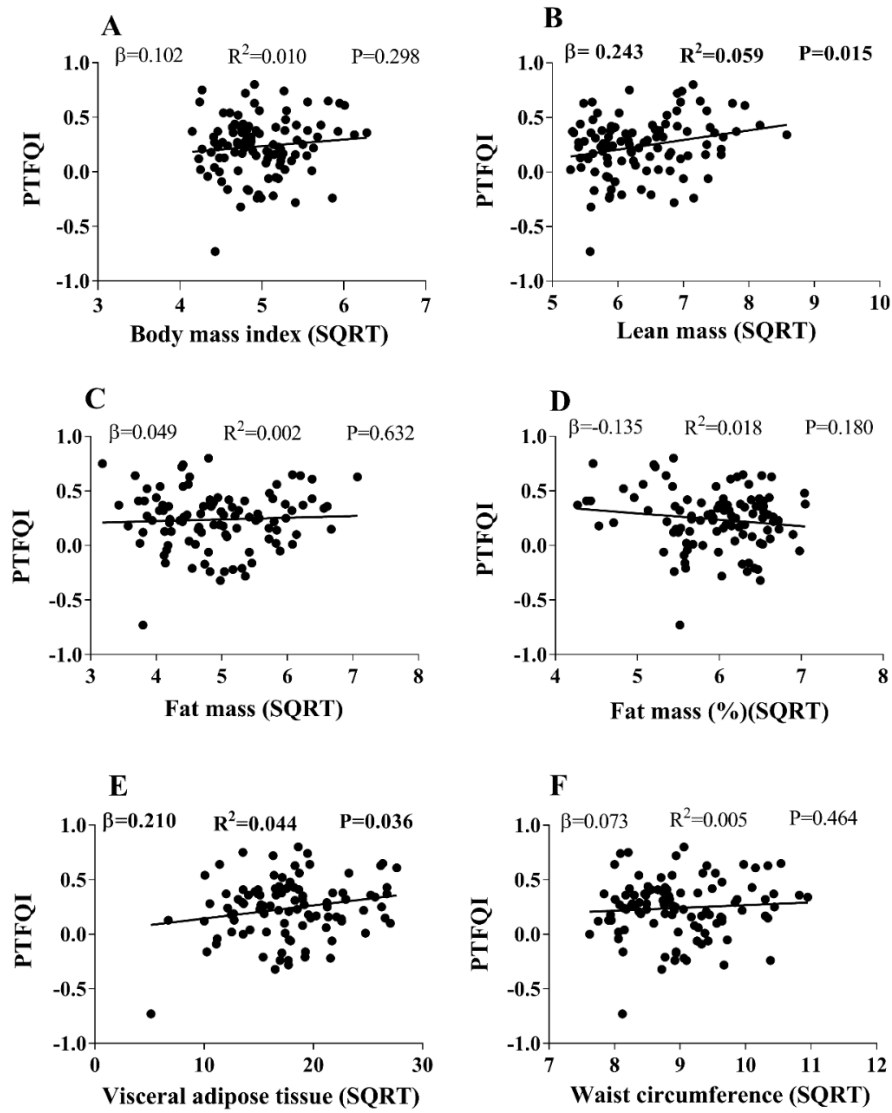 A
β=0.102 R²=0.010 P=0.298
1.0
0.5
0.0
-0.5
-1.0
PTFQI
3 4 5 6 7
Body mass index (SQRT)
B
β= 0.243 R²=0.059 P=0.015
1.0
0.5
0.0
-0.5
-1.0
PTFQI
5 6 7 8 9 10
Lean mass (SQRT)
C
β=0.049 R²=0.002 P=0.632
1.0
0.5
0.0
-0.5
-1.0
PTFQI
3 4 5 6 7 8
Fat mass (SQRT)
D
β=-0.135 R²=0.018 P=0.180
1.0
0.5
0.0
-0.5
-1.0
PTFQI
4 5 6 7 8
Fat mass (%)(SQRT)
E
β=0.210 R²=0.044 P=0.036
1.0
0.5
0.0
-0.5
-1.0
PTFQI
0 10 20 30
Visceral adipose tissue (SQRT)
F
β=0.073 R²=0.005 P=0.464
1.0
0.5
0.0
-0.5
-1.0
PTFQI
7 8 9 10 11 12
Waist circumference (SQRT)